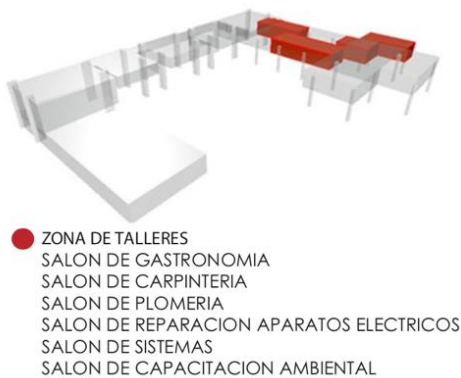 ZONA DE TALLERES
SALON DE GASTRONOMIA
SALON DE CARPINTERIA
SALON DE PLOMERIA
SALON DE REPARACION APARATOS ELECTRICOS
SALON DE SISTEMAS
SALON DE CAPACITACION AMBIENTAL